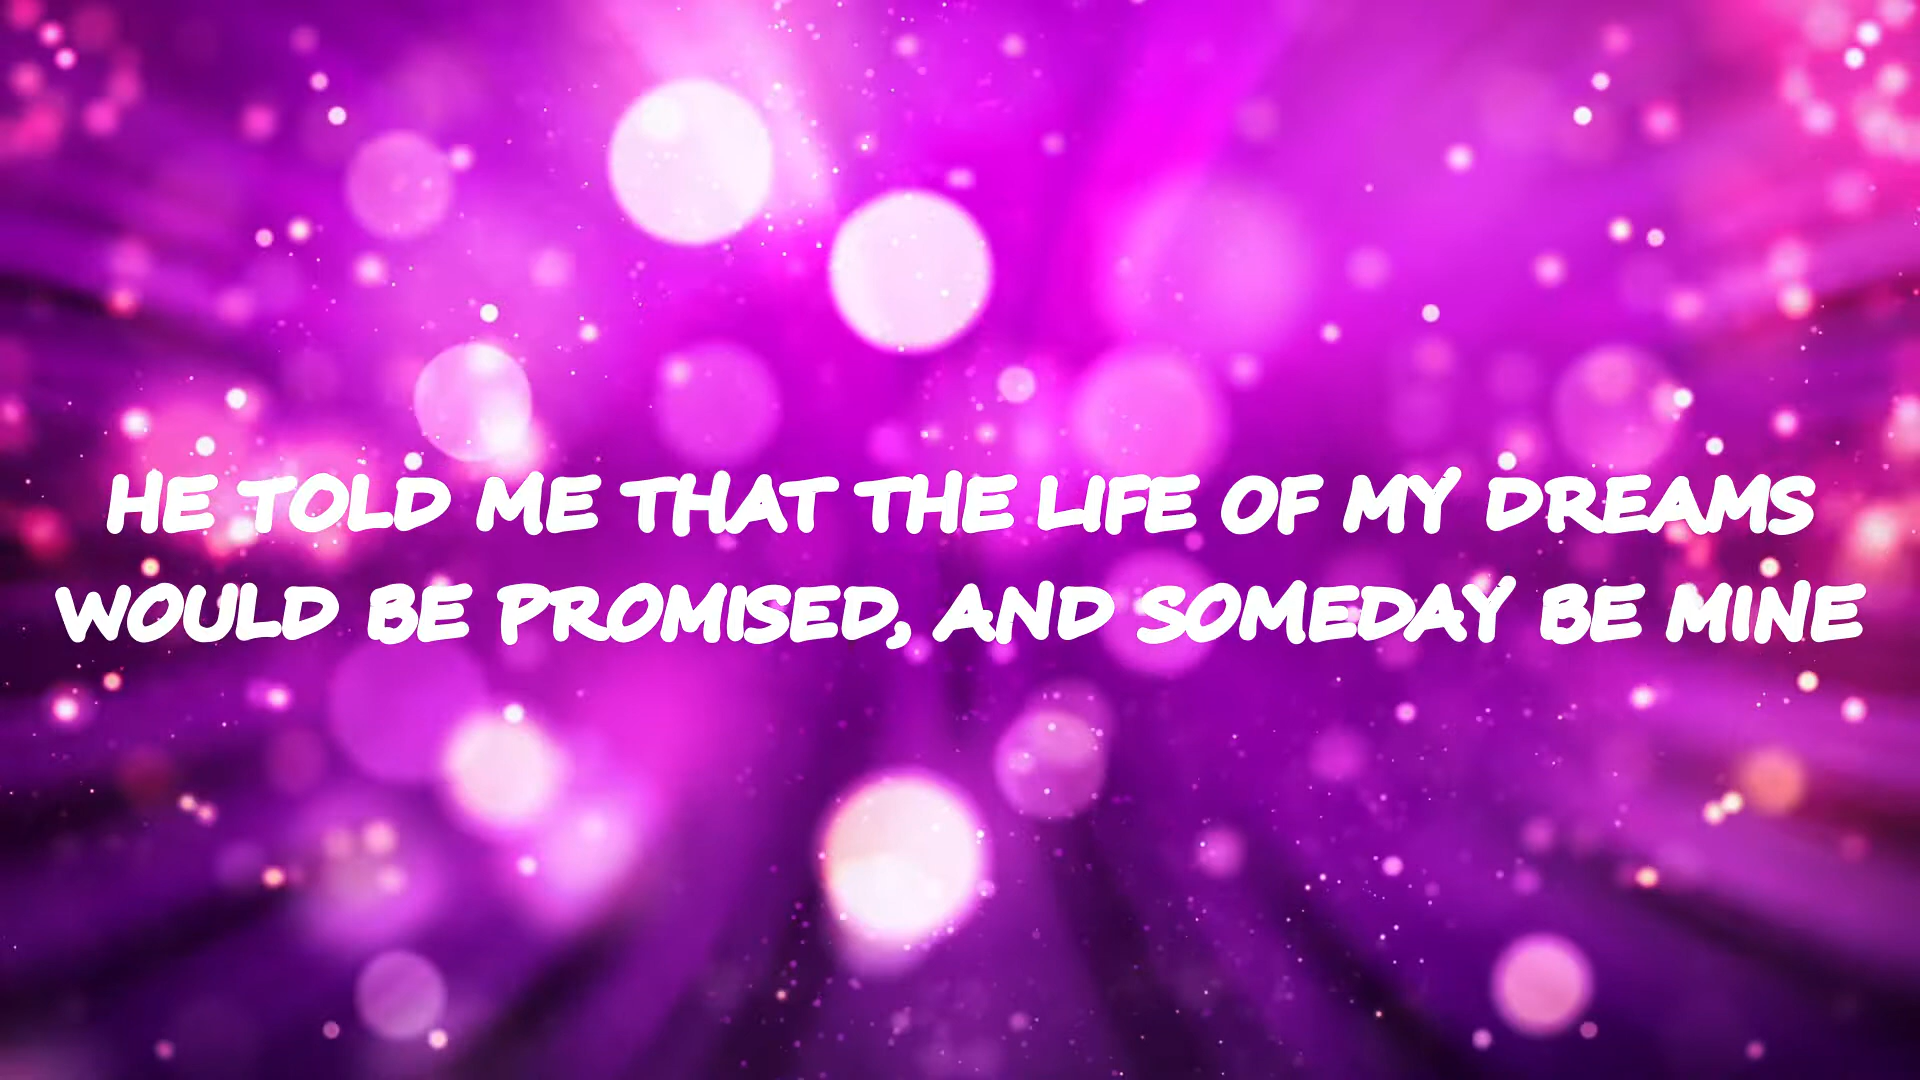 HE TOLD ME THAT THE LIFE OF MY DREAMS
WOULD BE PROMISED, AND SOMEDAY BE MINE